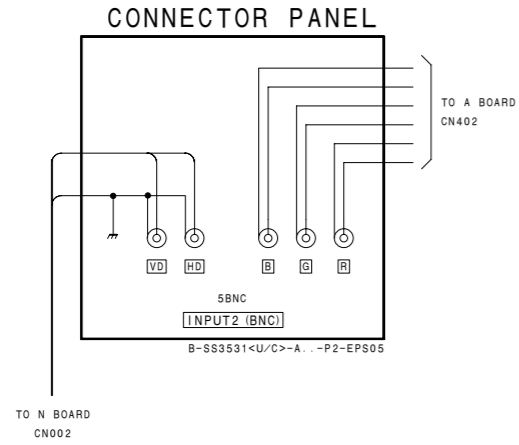 CONNECTOR PANEL
TO A BOARD
CN402
VD
HD
B
G
R
5BNC
INPUT2 (BNC)
B-SS3531<U/C>-A..-P2-EPS05
TO N BOARD
CN002